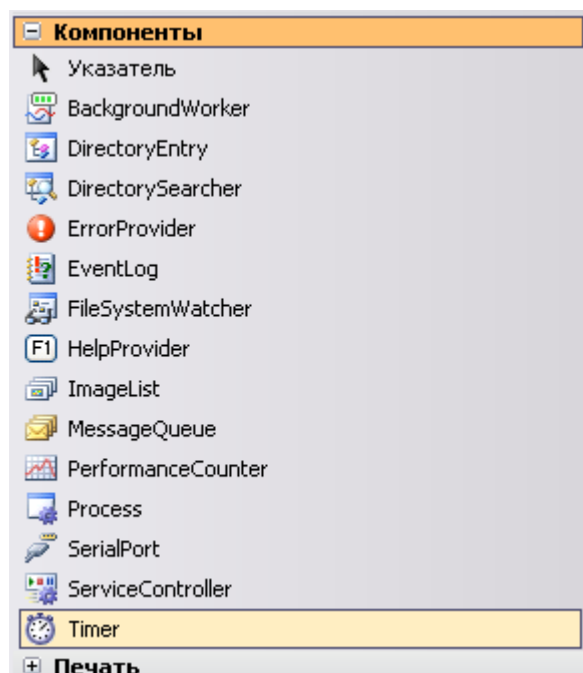 Компоненты
Указатель
BackgroundWorker
DirectoryEntry
DirectorySearcher
ErrorProvider
EventLog
FileSystemWatcher
F1 HelpProvider
ImageList
MessageQueue
PerformanceCounter
Process
SerialPort
ServiceController
Timer
Печать